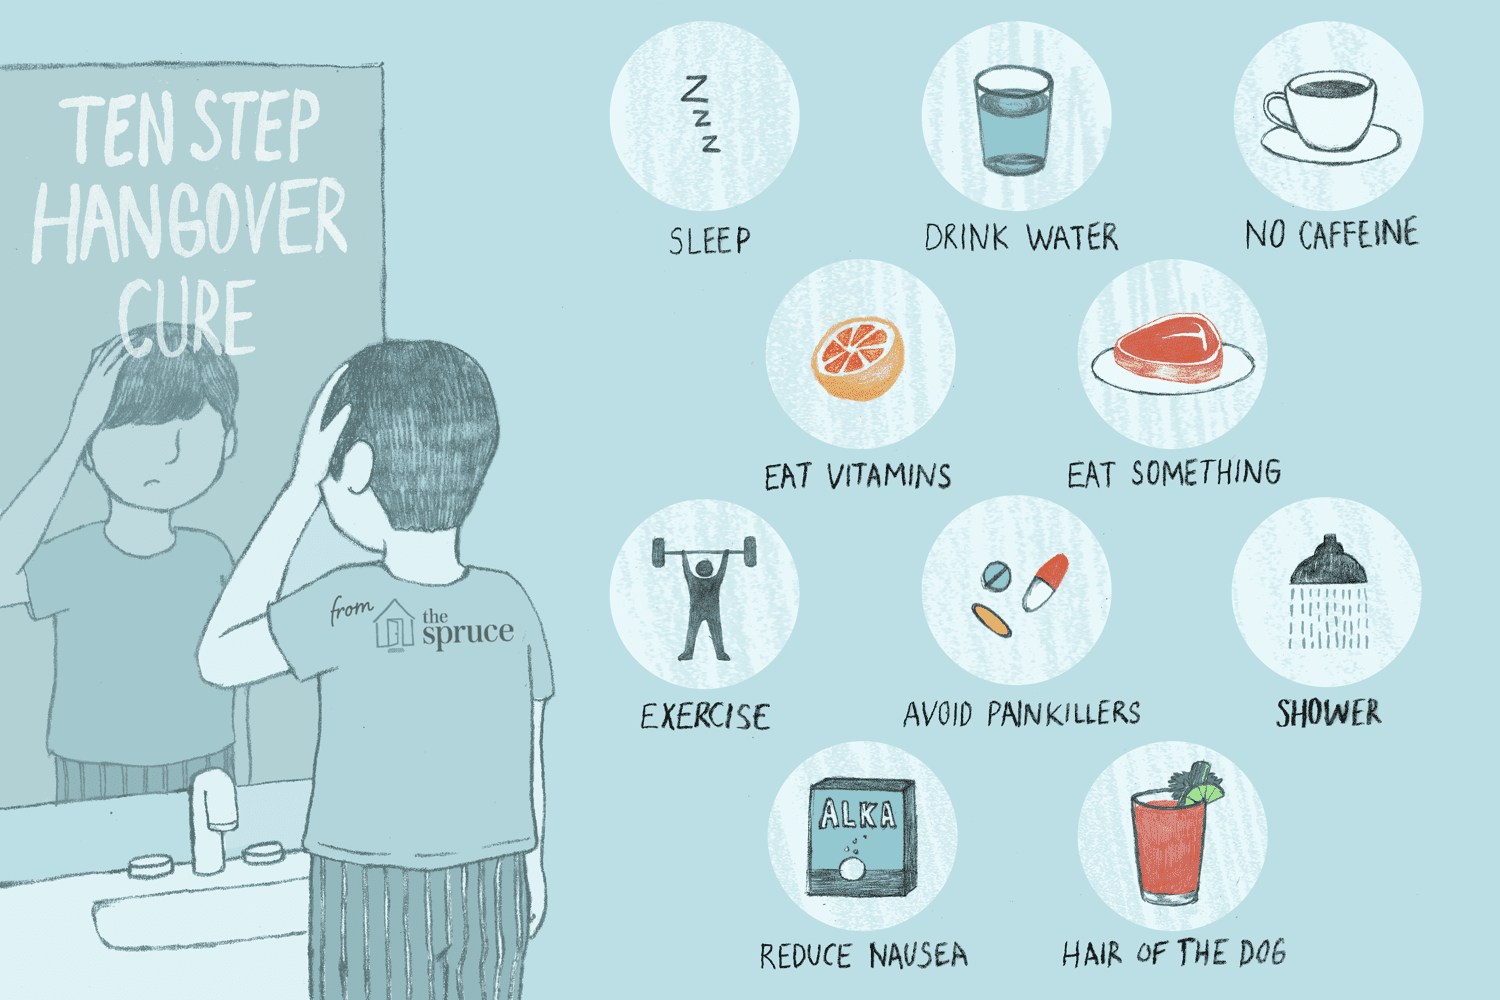 TEN STEP
HANGOVER
CURE
from the spruce
Z
Z
Z
SLEEP
DRINK WATER
NO CAFFEINE
EAT VITAMINS
EAT SOMETHING
EXERCISE
AVOID PAINKILLERS
SHOWER
ALKA
REDUCE NAUSEA
HAIR OF THE DOG